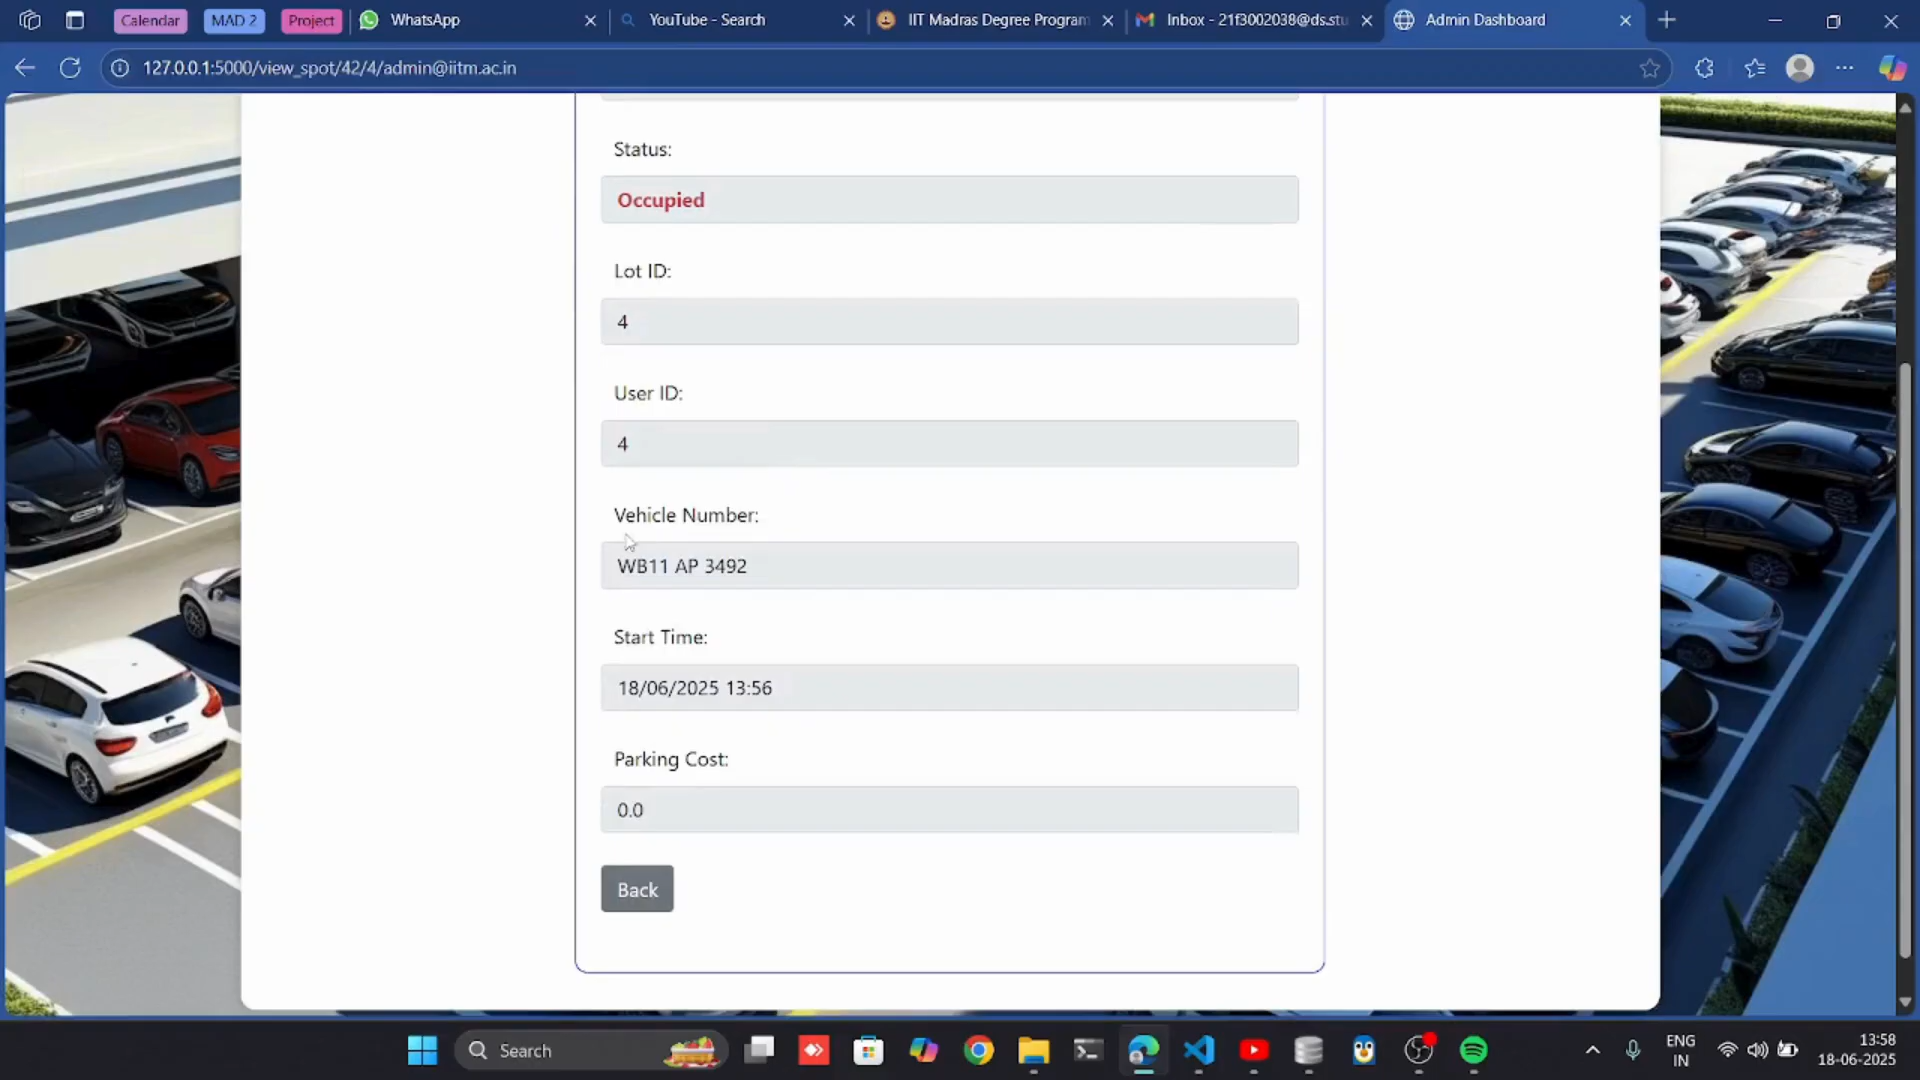 Calendar
MAD 2
Project
WhatsApp
YouTube - Search
IIT Madras Degree Program
Inbox - 21f3002038@ds.stu
Admin Dashboard
127.0.0.1:5000/view_spot/42/4/admin@iitm.ac.in
Status:
Occupied
Lot ID:
4
User ID:
4
Vehicle Number:
WB11 AP 3492
Start Time:
18/06/2025 13:56
Parking Cost:
0.0
Back
Search
ENG
IN
13:58
18-06-2025